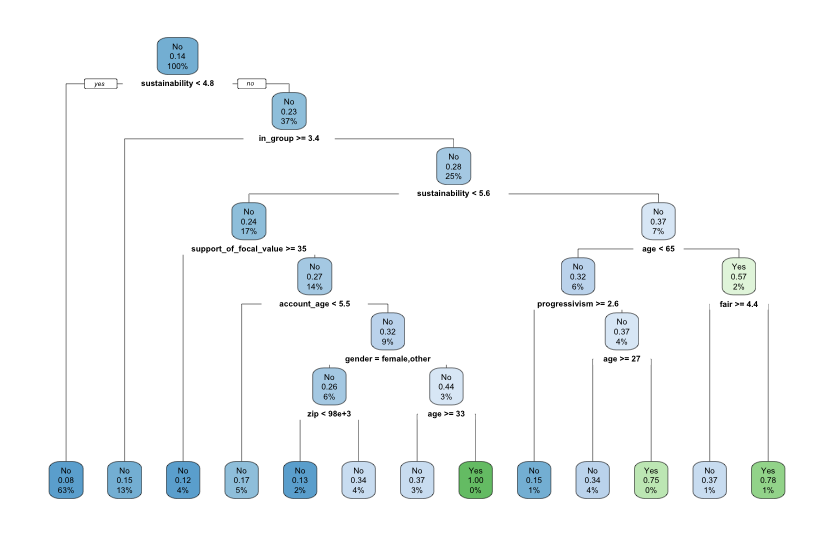 No
0.14
100%
yes
sustainability < 4.8
no
No
0.23
37%
in_group >= 3.4
No
0.28
25%
sustainability < 5.6
No
0.24
17%
No
0.37
7%
support_of_focal_value >= 35
age < 65
No
0.27
14%
No
0.32
6%
Yes
0.57
2%
account_age < 5.5
progressivism >= 2.6
fair >= 4.4
No
0.32
9%
No
0.37
4%
gender = female,other
age >= 27
No
0.26
6%
No
0.44
3%
zip < 98e+3
age >= 33
No
0.08
63%
No
0.15
13%
No
0.12
4%
No
0.17
5%
No
0.13
2%
No
0.34
4%
No
0.37
3%
Yes
1.00
0%
No
0.15
1%
No
0.34
4%
Yes
0.75
0%
No
0.37
1%
Yes
0.78
1%